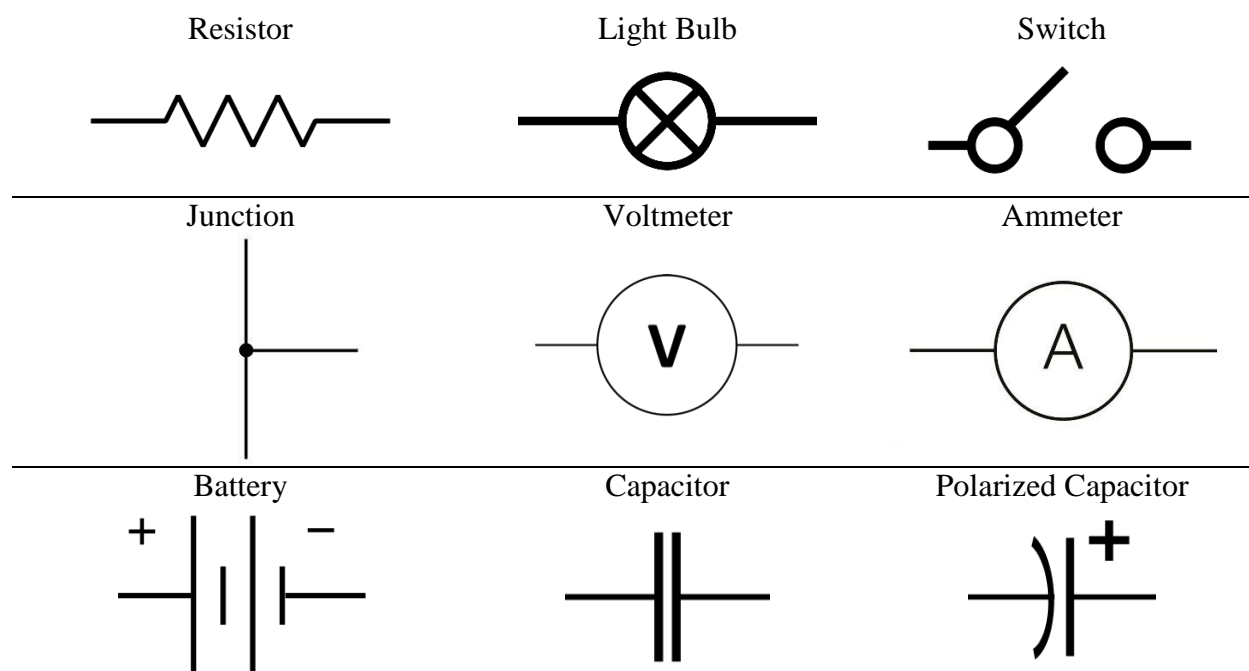 Resistor Light Bulb Switch
Junction Voltmeter Ammeter
V A
Battery Capacitor Polarized Capacitor
+ − +